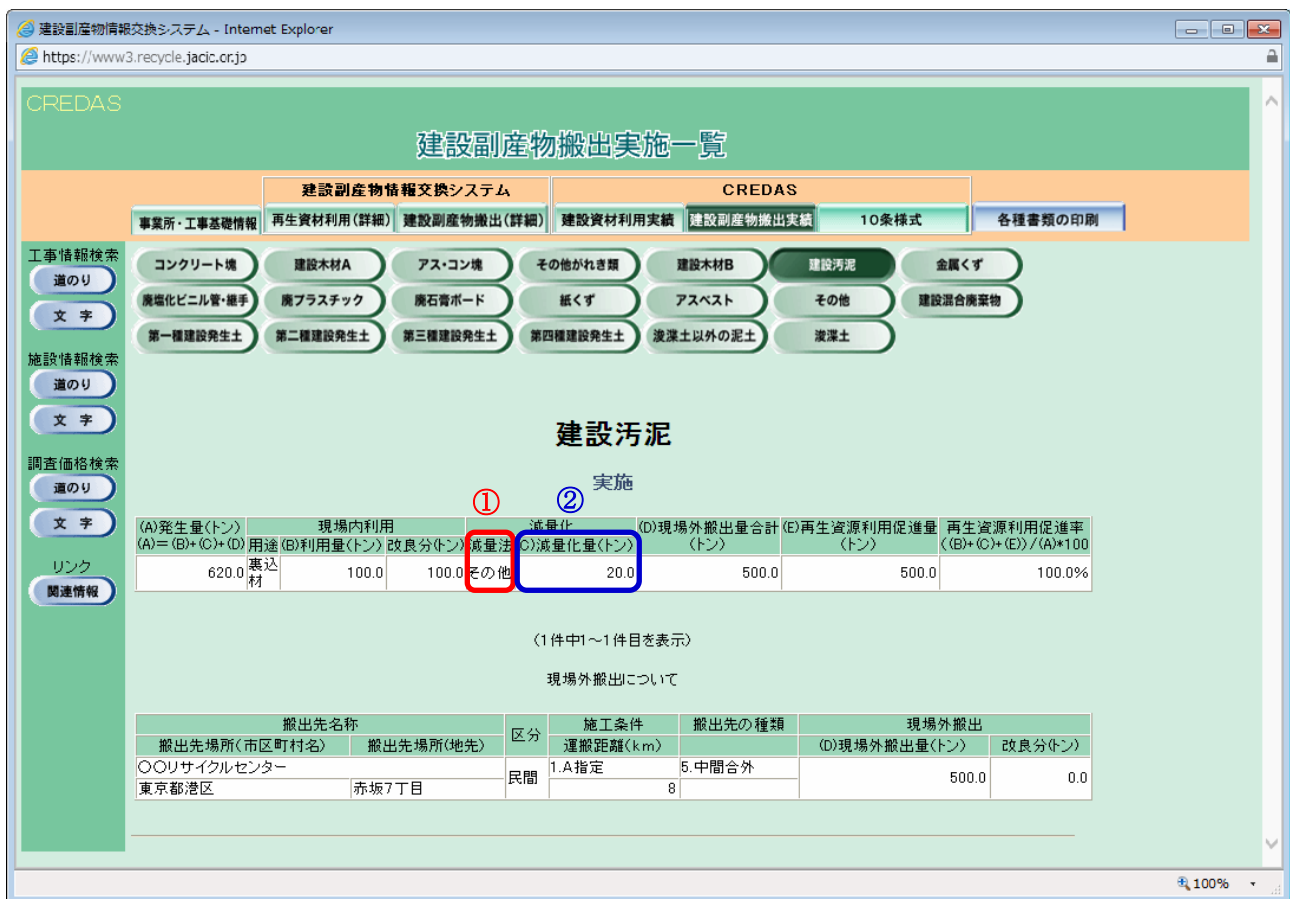 建設副産物情報交換システム - Internet Explorer
https://www3.recycle.jacic.or.jp
CREDAS
建設副産物搬出実施一覧
建設副産物情報交換システム CREDAS
事業所・工事基礎情報 再生資材利用(詳細) 建設副産物搬出(詳細) 建設資材利用実績 建設副産物搬出実績 10条様式 各種書類の印刷
工事情報検索
道のり
文 字
施設情報検索
道のり
文 字
調査価格検索
道のり
文 字
リンク
関連情報
コンクリート塊 建設木材A アス・コン塊 その他がれき類 建設木材B 建設汚泥 金属くず
廃塩化ビニル管・継手 廃プラスチック 廃石膏ボード 紙くず アスベスト その他 建設混合廃棄物
第一種建設発生土 第二種建設発生土 第三種建設発生土 第四種建設発生土 浚渫土以外の泥土 浚渫土
建設汚泥
実施
① ②
(A)発生量(トン) 現場内利用 減量化 (D)現場外搬出量合計 (E)再生資源利用促進量 再生資源利用促進率
(A)=(B)+(C)+(D) 用途 (B)利用量(トン) 改良分(トン) 減量法 (C)減量化量(トン) (トン) (トン) ((B)+(C)+(E))/(A)*100
620.0 裏込材 100.0 100.0 その他 20.0 500.0 500.0 100.0%
(1件中1~1件目を表示)
現場外搬出について
搬出先名称 区分 施工条件 搬出先の種類 現場外搬出
搬出先場所(市区町村名) 搬出先場所(地先) 運搬距離(km) (D)現場外搬出量(トン) 改良分(トン)
○○リサイクルセンター 民間 1.A指定 5.中間合外 500.0 0.0
東京都港区 赤坂7丁目 8
100%